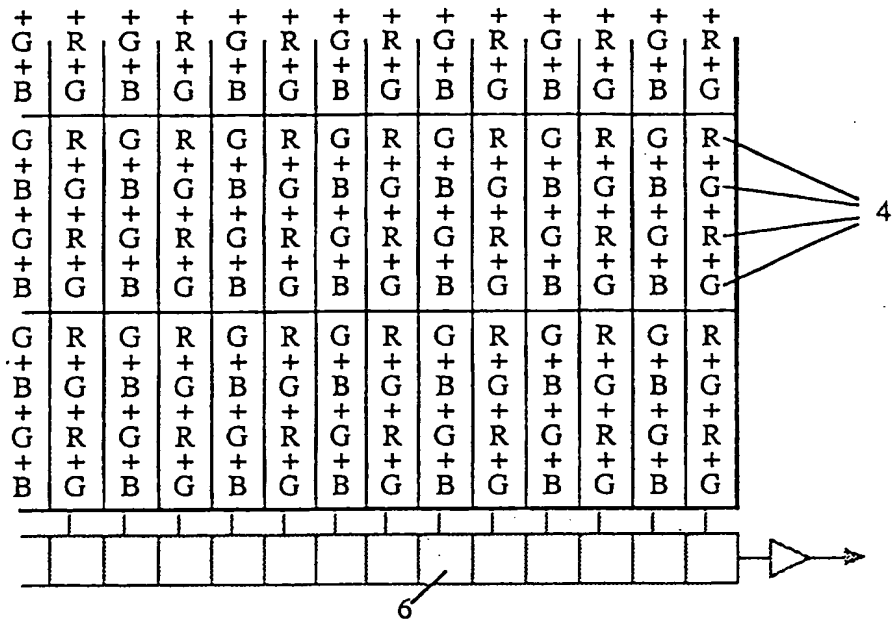 + + + + + + + + + + + + + +
G R G R G R G R G R G R G R
+ + + + + + + + + + + + + +
B G B G B G B G B G B G B G
G R G R G R G R G R G R G R
+ + + + + + + + + + + + + +
B G B G B G B G B G B G B G
+ + + + + + + + + + + + + + 4
G R G R G R G R G R G R G R
+ + + + + + + + + + + + + +
B G B G B G B G B G B G B G
G R G R G R G R G R G R G R
+ + + + + + + + + + + + + +
B G B G B G B G B G B G B G
+ + + + + + + + + + + + + +
G R G R G R G R G R G R G R
+ + + + + + + + + + + + + +
B G B G B G B G B G B G B G
6